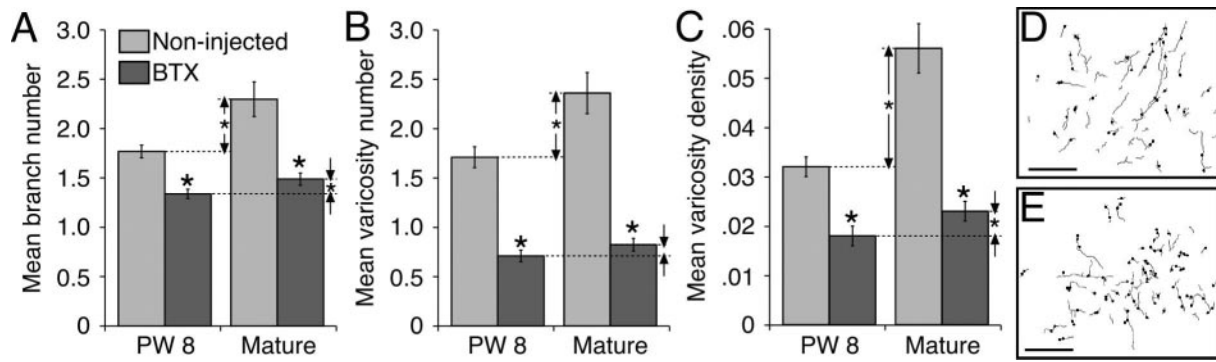 A
Mean branch number
3.0
2.5
2.0
1.5
1.0
0.5
0
Non-injected
BTX
*
*
*
*
PW 8
Mature
B
Mean varicosity number
3.0
2.5
2.0
1.5
1.0
0.5
0
*
*
*
PW 8
Mature
C
Mean varicosity density
.06
.05
.04
.03
.02
.01
0
*
*
*
*
PW 8
Mature
D
E